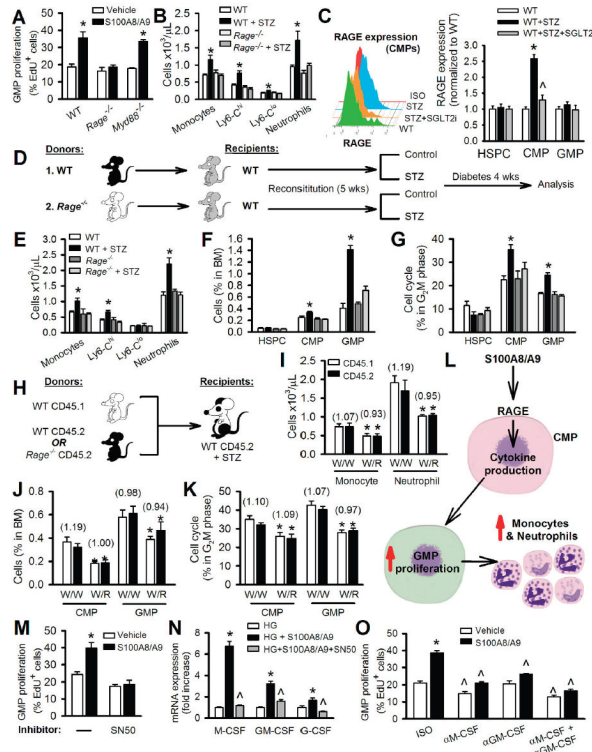 A
Vehicle
S100A8/A9
GMP proliferation
(% EdU+ cells)
40
30
20
10
0
*
*
WT
Rage-/-
Myd88-/-
B
WT
WT + STZ
Rage-/-
Rage-/- + STZ
Cells x10³/µL
*
*
*
*
Monocytes
Ly6-Chi
Ly6-Clo
Neutrophils
C
RAGE expression
(CMPs)
ISO
STZ
STZ+SGLT2i
WT
RAGE
WT
WT+STZ
WT+STZ+SGLT2i
RAGE expression
(normalized to WT)
*
^
HSPC
CMP
GMP
D
Donors:
Recipients:
1. WT
WT
2. Rage-/-
WT
Reconsititution (5 wks)
Control
STZ
Control
STZ
Diabetes 4 wks
Analysis
E
WT
WT + STZ
Rage-/-
Rage-/- + STZ
Cells x10³/µL
*
*
*
Monocytes
Ly6-Chi
Ly6-Clo
Neutrophils
F
Cells (% in BM)
*
*
HSPC
CMP
GMP
G
Cell cycle
(% in G2M phase)
*
*
HSPC
CMP
GMP
H
Donors:
Recipients:
WT CD45.1
WT CD45.2
OR
Rage-/- CD45.2
WT CD45.2
+ STZ
I
CD45.1
CD45.2
Cells x10³/µL
(1.07)
(0.93)
(1.19)
(0.95)
* *
* *
W/W W/R W/W W/R
Monocyte Neutrophil
L
S100A8/A9
RAGE
CMP
Cytokine
production
GMP
proliferation
Monocytes
& Neutrophils
J
Cells (% in BM)
(1.19)
(1.00)
(0.98)
(0.94)
* *
* *
W/W W/R W/W W/R
CMP GMP
K
Cell cycle
(% in G2M phase)
(1.10)
(1.09)
(1.07)
(0.97)
* *
* *
W/W W/R W/W W/R
CMP GMP
M
Vehicle
S100A8/A9
GMP proliferation
(% EdU+ cells)
*
Inhibitor: — SN50
N
HG
HG + S100A8/A9
HG+S100A8/A9+SN50
mRNA expression
(fold increase)
*
^
*
^
*
^
M-CSF GM-CSF G-CSF
O
Vehicle
S100A8/A9
GMP proliferation
(% EdU+ cells)
*
^ ^
^
^ ^
ISO
αM-CSF
αGM-CSF
αM-CSF +
αGM-CSF